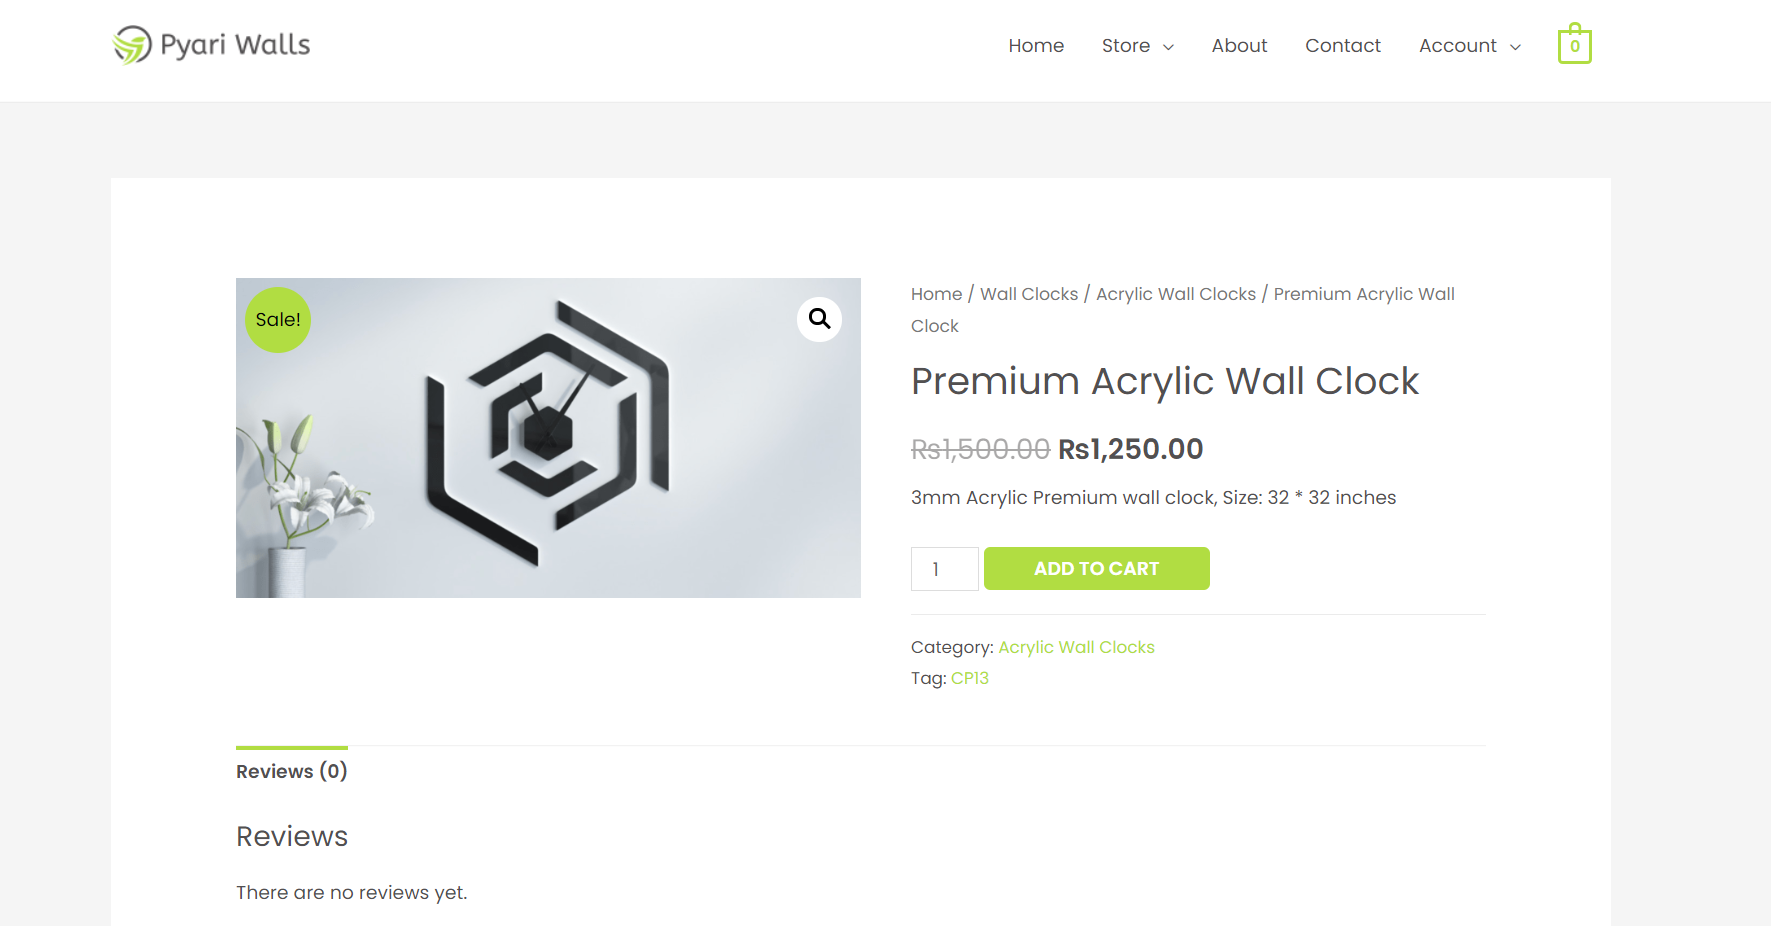 Pyari Walls
Home Store About Contact Account 0
Sale!
Home / Wall Clocks / Acrylic Wall Clocks / Premium Acrylic Wall
Clock
Premium Acrylic Wall Clock
₨1,500.00 ₨1,250.00
3mm Acrylic Premium wall clock, Size: 32 * 32 inches
1 ADD TO CART
Category: Acrylic Wall Clocks
Tag: CP13
Reviews (0)
Reviews
There are no reviews yet.